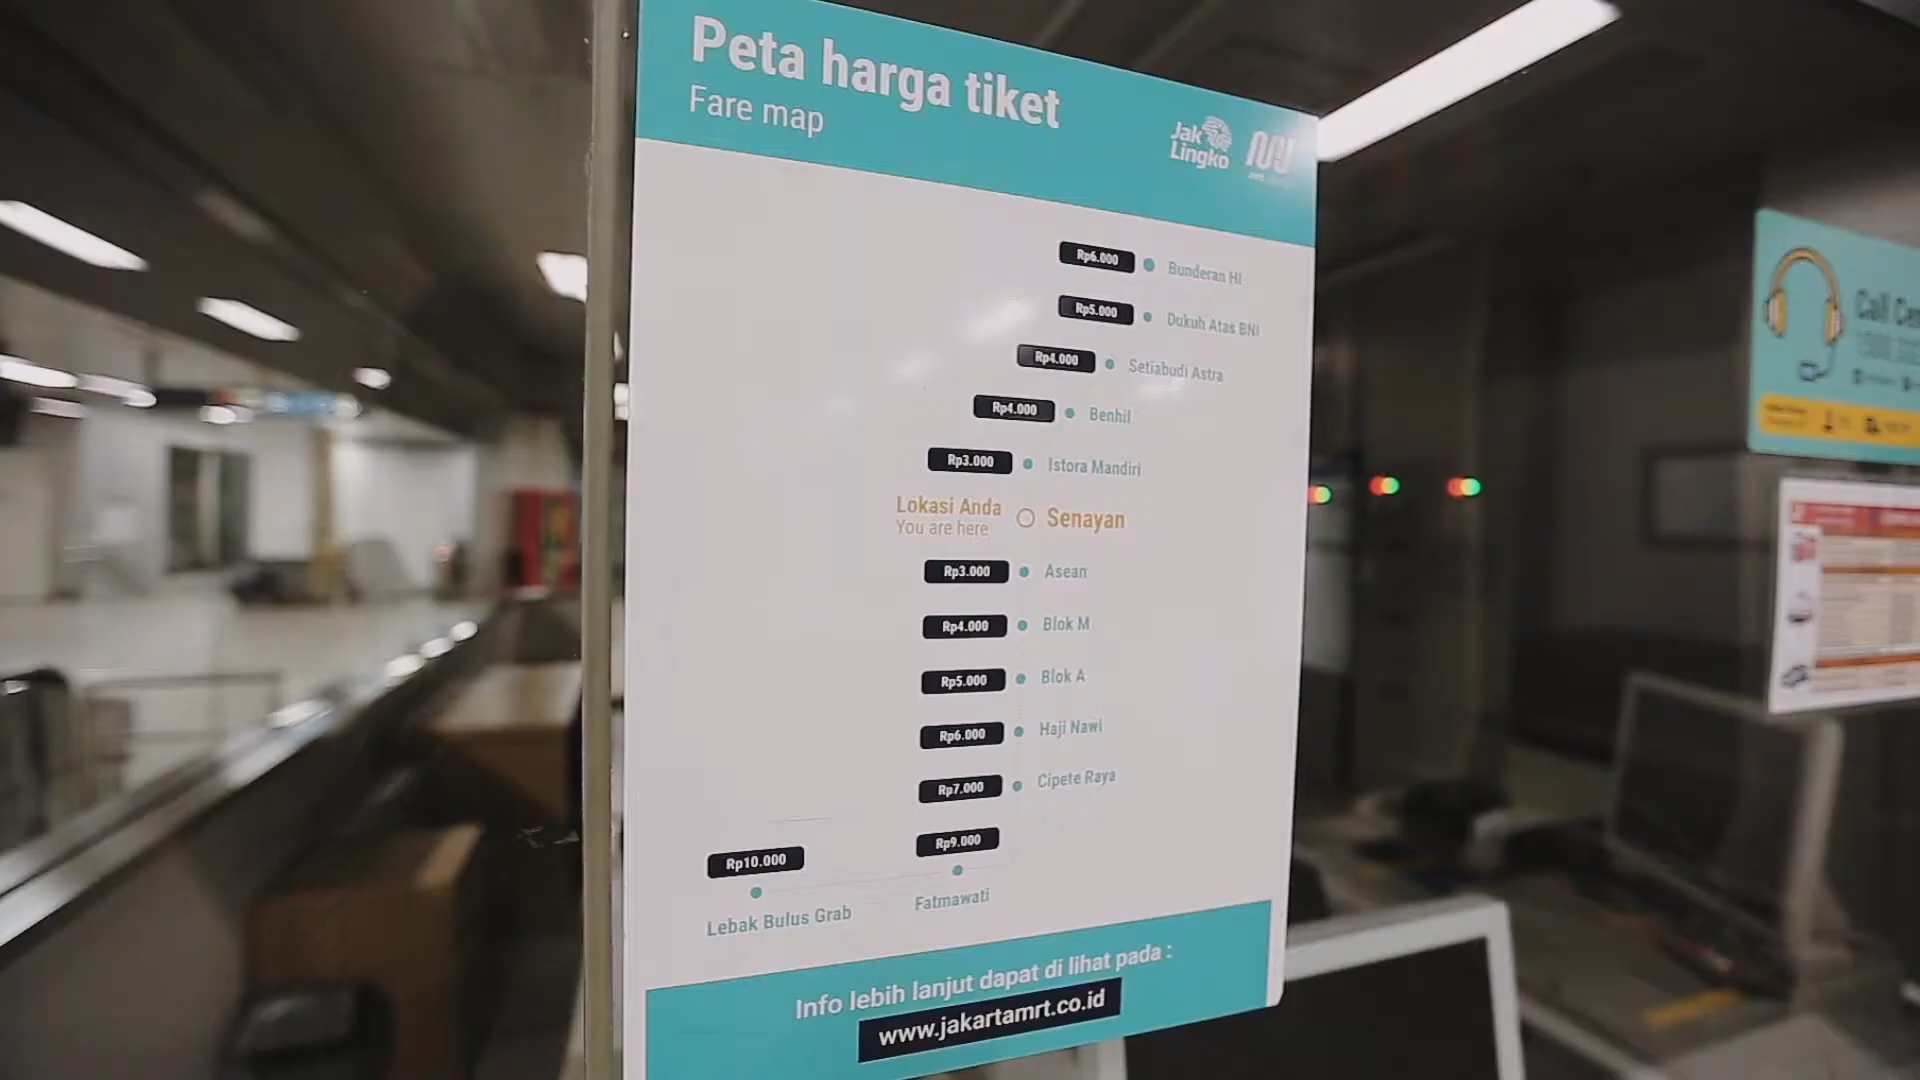 Peta harga tiket
Fare map
Jak
Lingko
Rp6.000 Bunderan HI
Rp5.000 Dukuh Atas BNI
Rp4.000 Setiabudi Astra
Rp4.000 Benhil
Rp3.000 Istora Mandiri
Lokasi Anda
You are here
Senayan
Rp3.000 Asean
Rp4.000 Blok M
Rp5.000 Blok A
Rp6.000 Haji Nawi
Rp7.000 Cipete Raya
Rp9.000
Fatmawati
Rp10.000
Lebak Bulus Grab
Info lebih lanjut dapat di lihat pada :
www.jakartamrt.co.id
Call